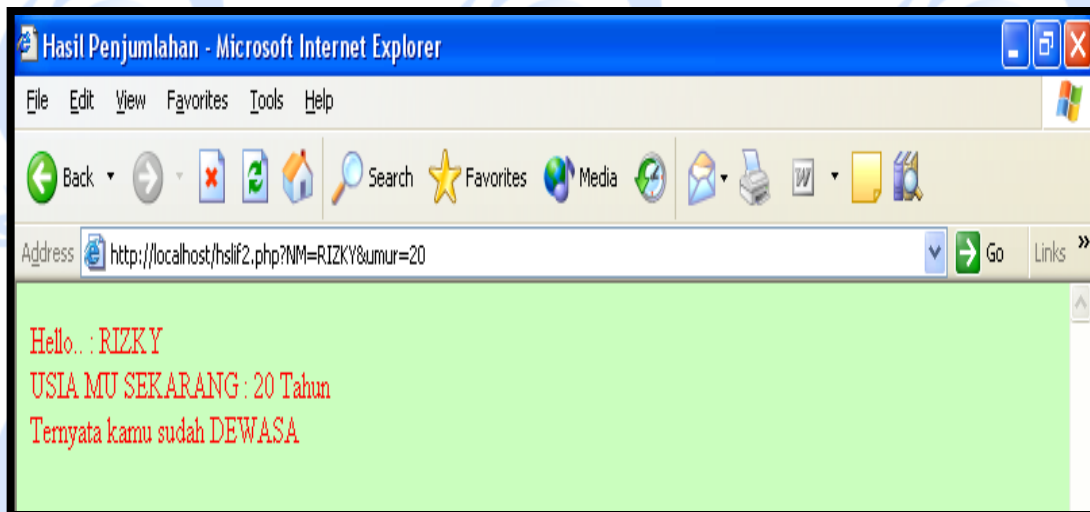 Hasil Penjumlahan - Microsoft Internet Explorer
File Edit View Favorites Tools Help
Back Search Favorites Media W
Address http://localhost/hslif2.php?NM=RIZKY&umur=20 Go Links »
Hello.. : RIZKY
USIA MU SEKARANG : 20 Tahun
Ternyata kamu sudah DEWASA